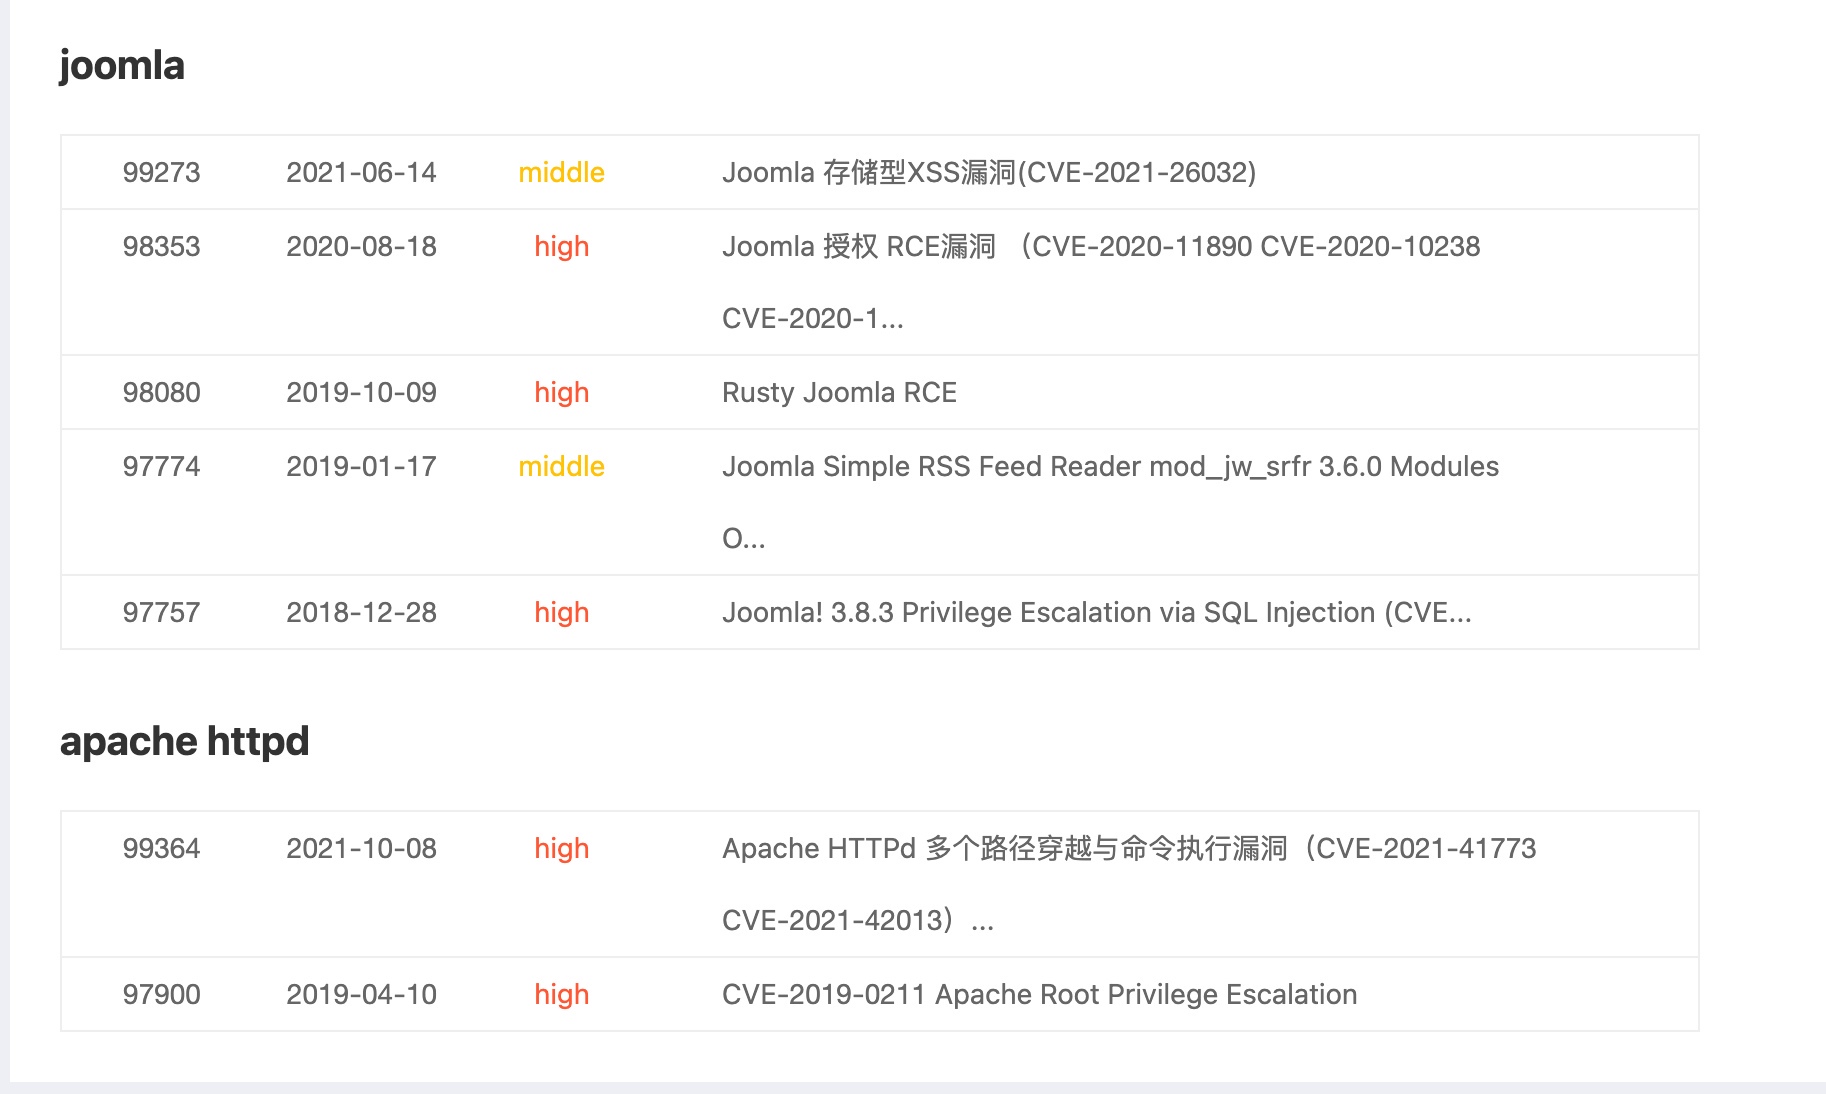 joomla
99273 2021-06-14 middle Joomla 存储型XSS漏洞(CVE-2021-26032)
98353 2020-08-18 high Joomla 授权 RCE漏洞 （CVE-2020-11890 CVE-2020-10238
CVE-2020-1...
98080 2019-10-09 high Rusty Joomla RCE
97774 2019-01-17 middle Joomla Simple RSS Feed Reader mod_jw_srfr 3.6.0 Modules
O...
97757 2018-12-28 high Joomla! 3.8.3 Privilege Escalation via SQL Injection (CVE...
apache httpd
99364 2021-10-08 high Apache HTTPd 多个路径穿越与命令执行漏洞（CVE-2021-41773
CVE-2021-42013）...
97900 2019-04-10 high CVE-2019-0211 Apache Root Privilege Escalation